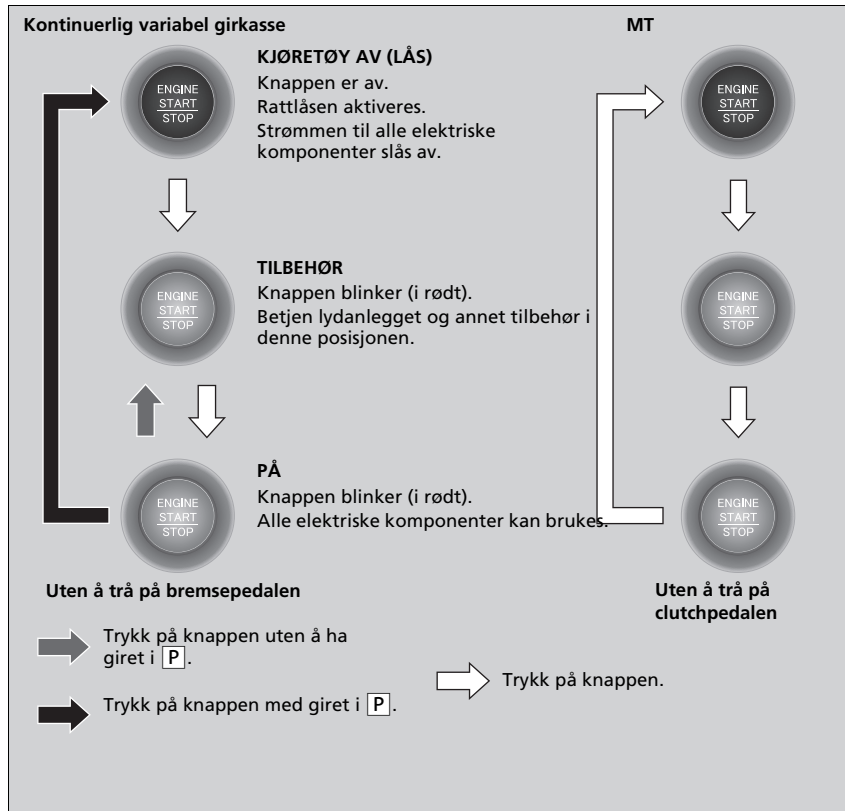 Kontinuerlig variabel girkasse
MT
ENGINE
START
STOP
KJØRETØY AV (LÅS)
Knappen er av.
Rattlåsen aktiveres.
Strømmen til alle elektriske
komponenter slås av.
ENGINE
START
STOP
ENGINE
START
STOP
TILBEHØR
Knappen blinker (i rødt).
Betjen lydanlegget og annet tilbehør i
denne posisjonen.
ENGINE
START
STOP
ENGINE
START
STOP
PÅ
Knappen blinker (i rødt).
Alle elektriske komponenter kan brukes.
ENGINE
START
STOP
Uten å trå på bremsepedalen
Uten å trå på
clutchpedalen
Trykk på knappen uten å ha
giret i P.
Trykk på knappen.
Trykk på knappen med giret i P.